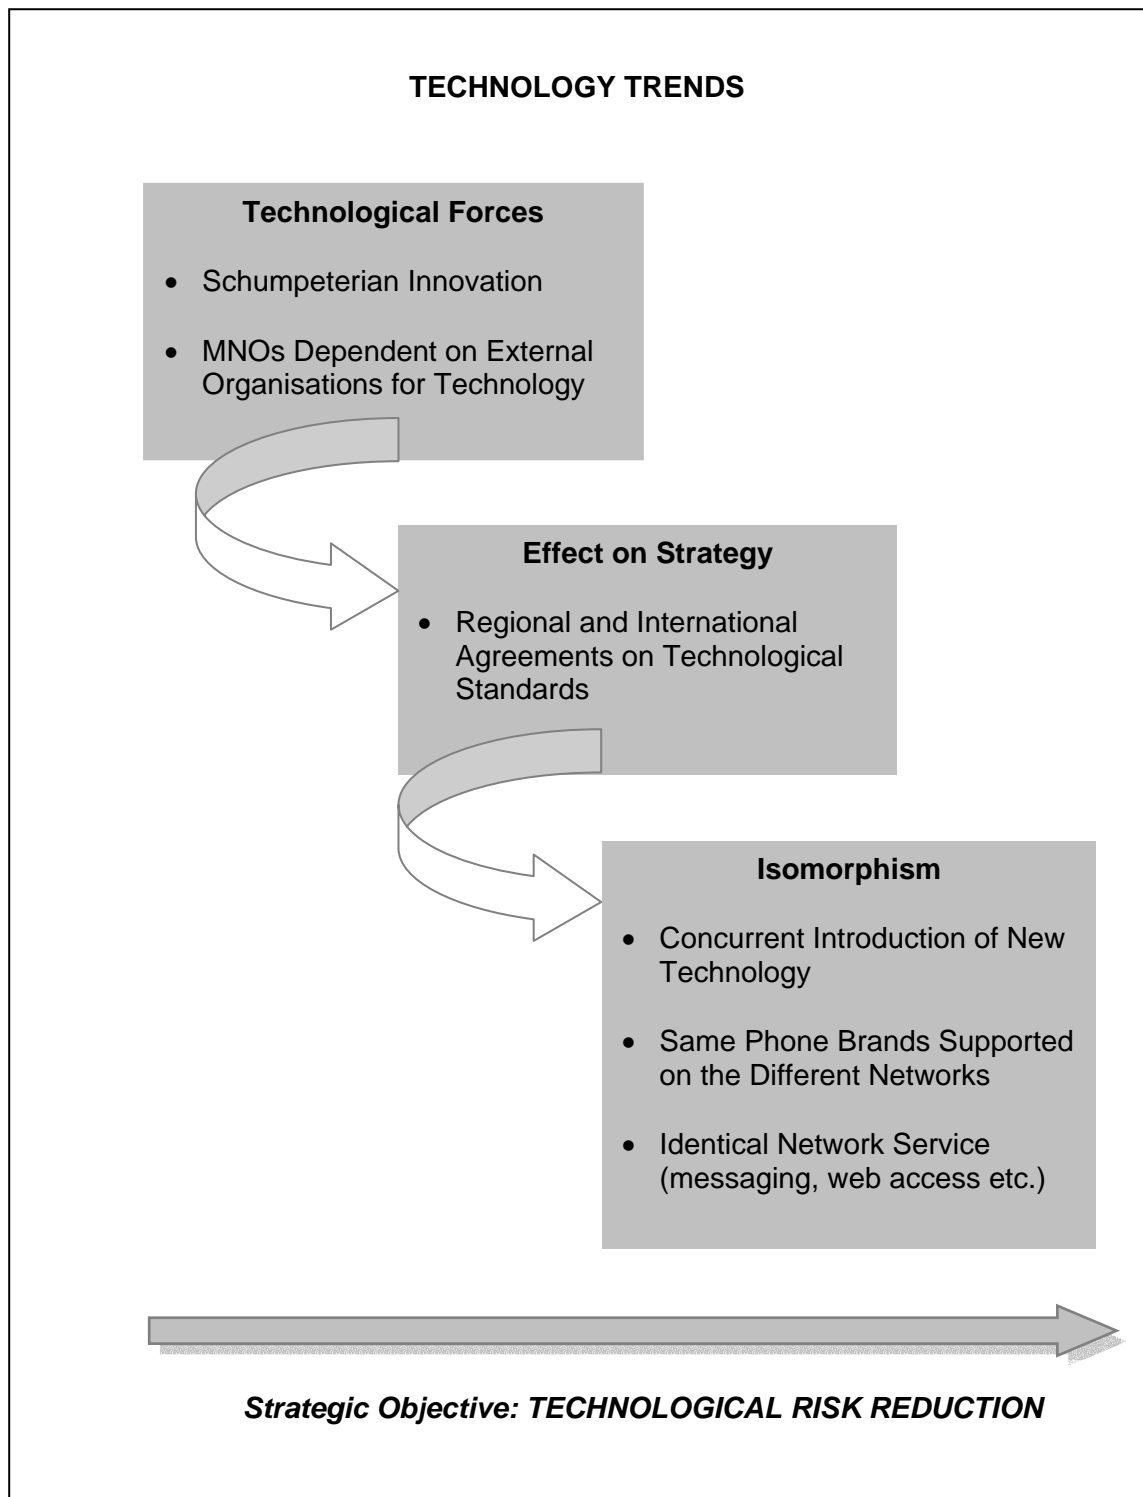 TECHNOLOGY TRENDS
Technological Forces
• Schumpeterian Innovation
• MNOs Dependent on External
Organisations for Technology
Effect on Strategy
• Regional and International
Agreements on Technological
Standards
Isomorphism
• Concurrent Introduction of New
Technology
• Same Phone Brands Supported
on the Different Networks
• Identical Network Service
(messaging, web access etc.)
Strategic Objective: TECHNOLOGICAL RISK REDUCTION